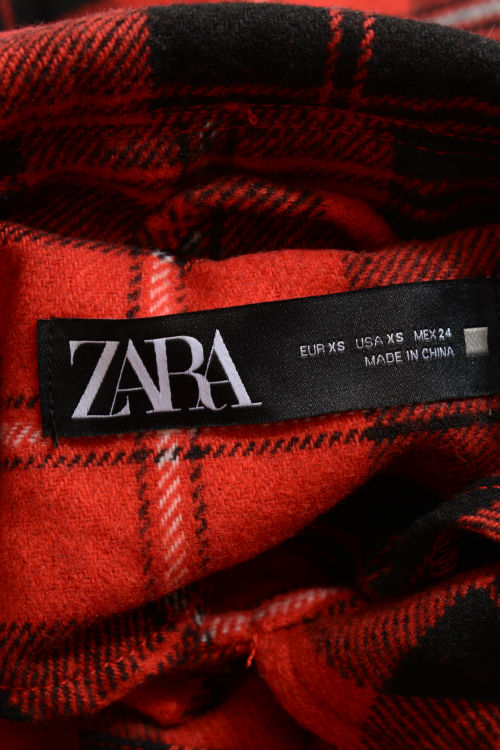 ZARA
EUR XS USA XS MEX 24
MADE IN CHINA